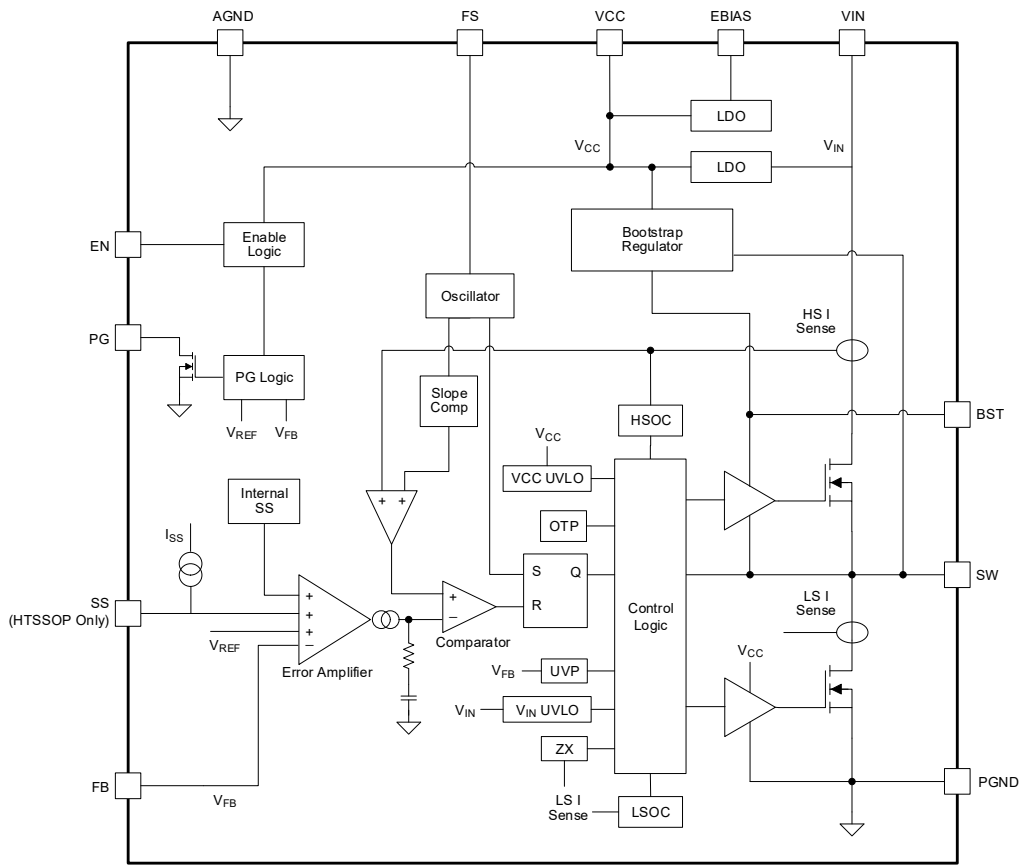 AGND
FS
VCC
EBIAS
VIN
LDO
VCC
LDO
VIN
EN
Enable
Logic
Bootstrap
Regulator
Oscillator
PG
PG Logic
VREF
VFB
HS I
Sense
Slope
Comp
HSOC
BST
VCC
VCC UVLO
Internal
SS
+ +
ISS
OTP
SS
(HTSSOP Only)
+
+
+
−
VREF
Error Amplifier
+
−
Comparator
S
Q
R
Control
Logic
SW
LS I
Sense
VCC
VFB
UVP
VIN
VIN UVLO
ZX
LS I
Sense
LSOC
FB
VFB
PGND